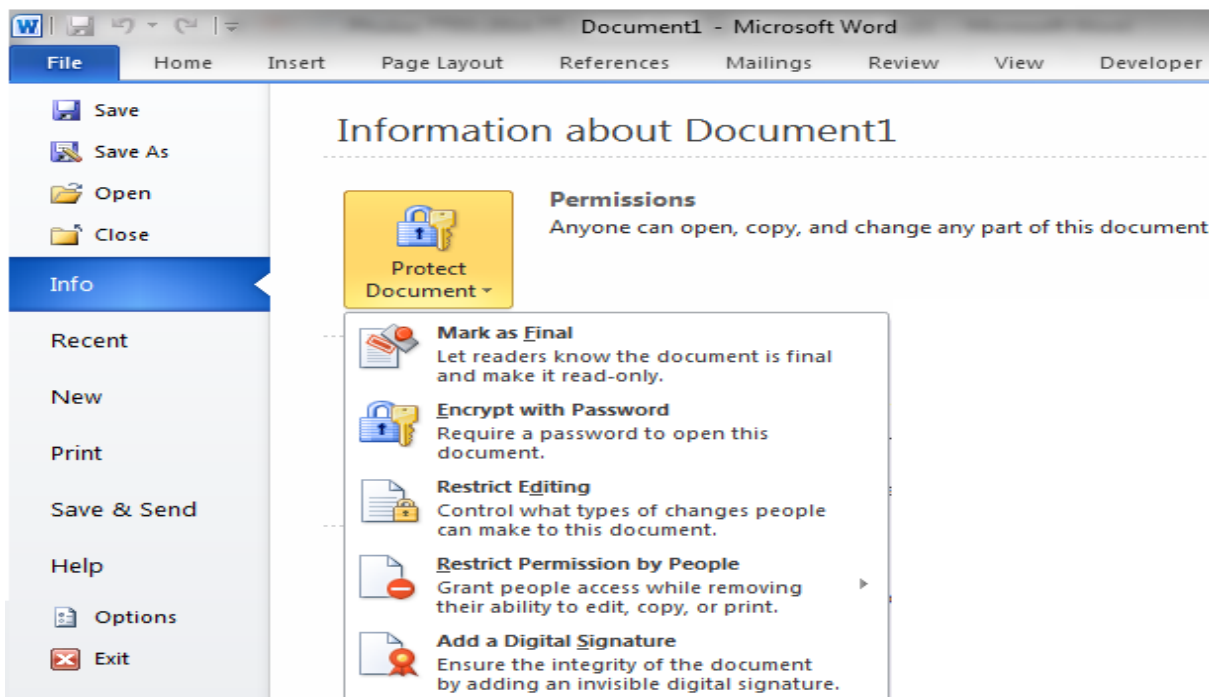 Document1 - Microsoft Word
File Home Insert Page Layout References Mailings Review View Developer
Save
Save As
Open
Close
Info
Recent
New
Print
Save & Send
Help
Options
Exit
Information about Document1
Protect
Document
Permissions
Anyone can open, copy, and change any part of this document
Mark as Final
Let readers know the document is final
and make it read-only.
Encrypt with Password
Require a password to open this
document.
Restrict Editing
Control what types of changes people
can make to this document.
Restrict Permission by People
Grant people access while removing
their ability to edit, copy, or print.
Add a Digital Signature
Ensure the integrity of the document
by adding an invisible digital signature.